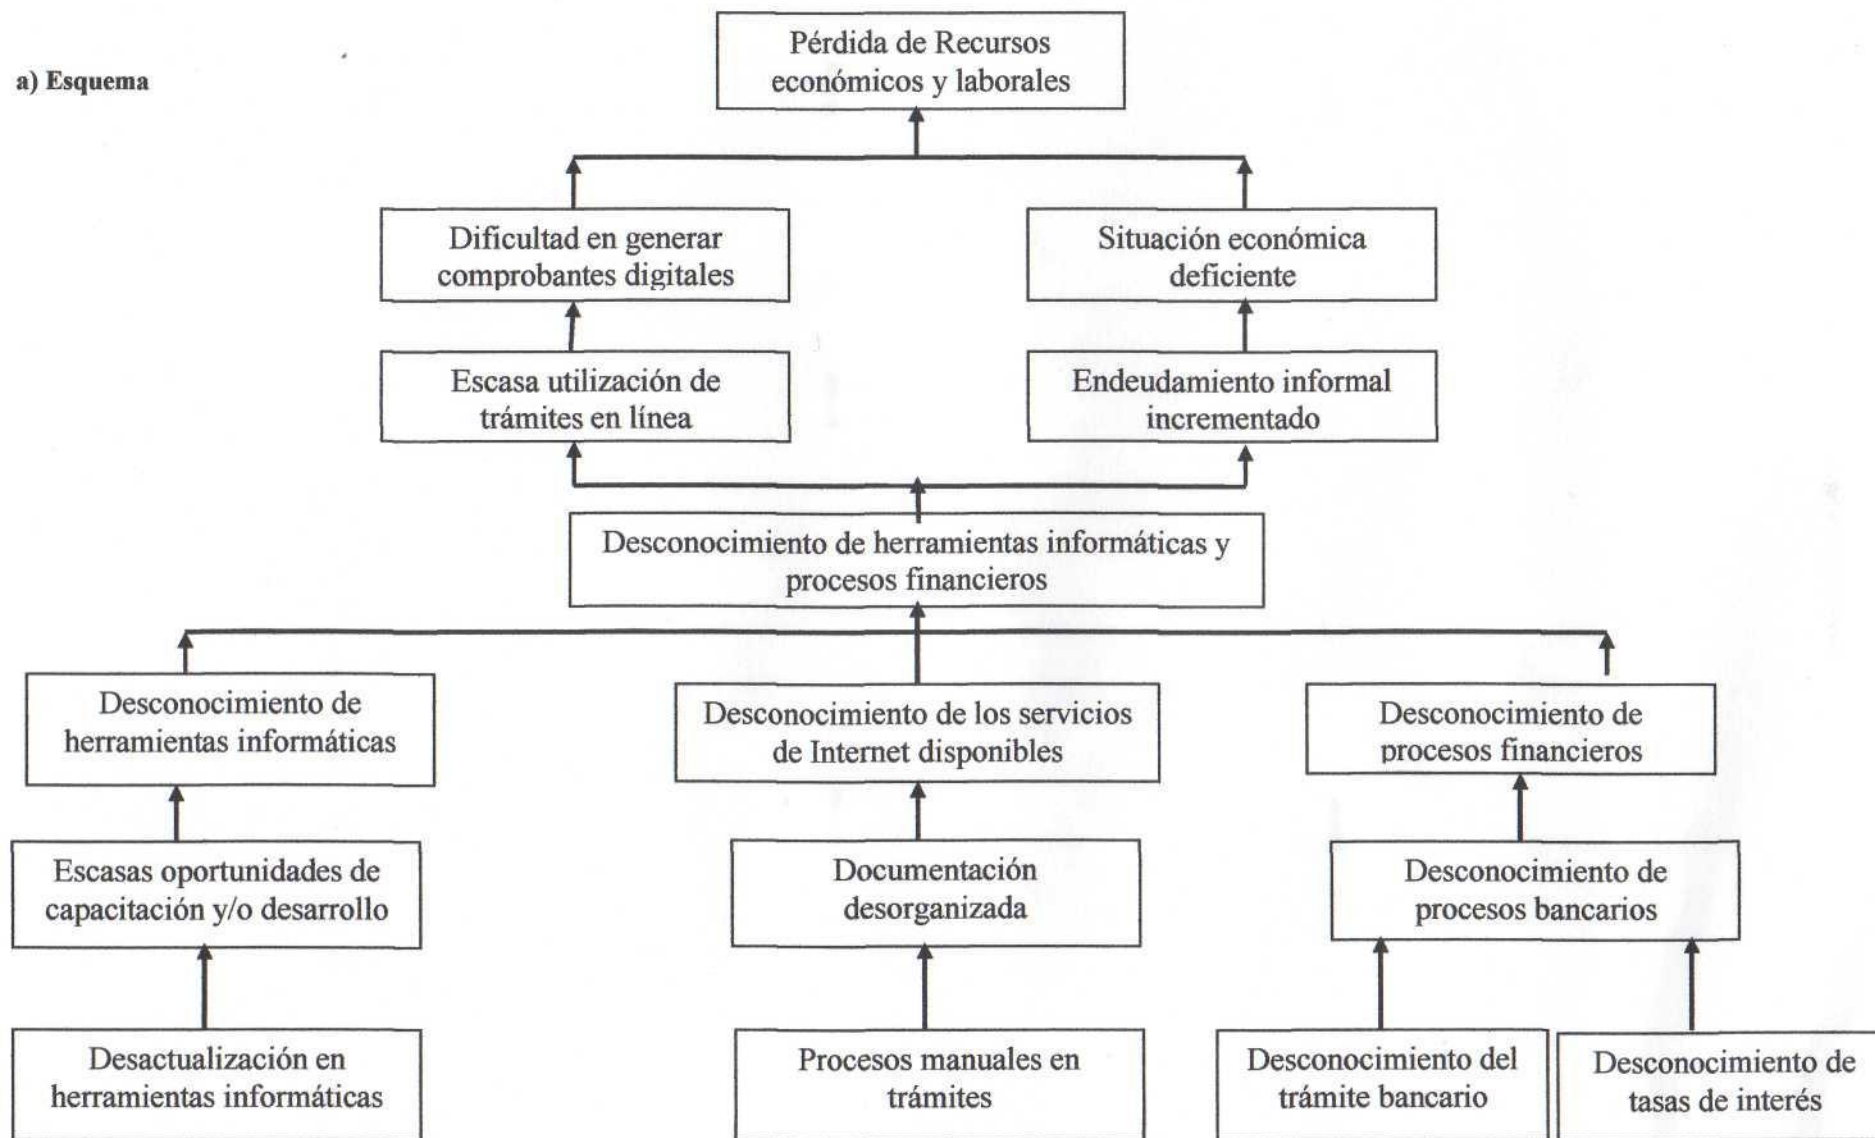 Pérdida de Recursos
económicos y laborales
a) Esquema
Dificultad en generar
comprobantes digitales
Situación económica
deficiente
Escasa utilización de
trámites en línea
Endeudamiento informal
incrementado
Desconocimiento de herramientas informáticas y
procesos financieros
Desconocimiento de
herramientas informáticas
Desconocimiento de los servicios
de Internet disponibles
Desconocimiento de
procesos financieros
Escasas oportunidades de
capacitación y/o desarrollo
Documentación
desorganizada
Desconocimiento de
procesos bancarios
Desactualización en
herramientas informáticas
Procesos manuales en
trámites
Desconocimiento del
trámite bancario
Desconocimiento de
tasas de interés